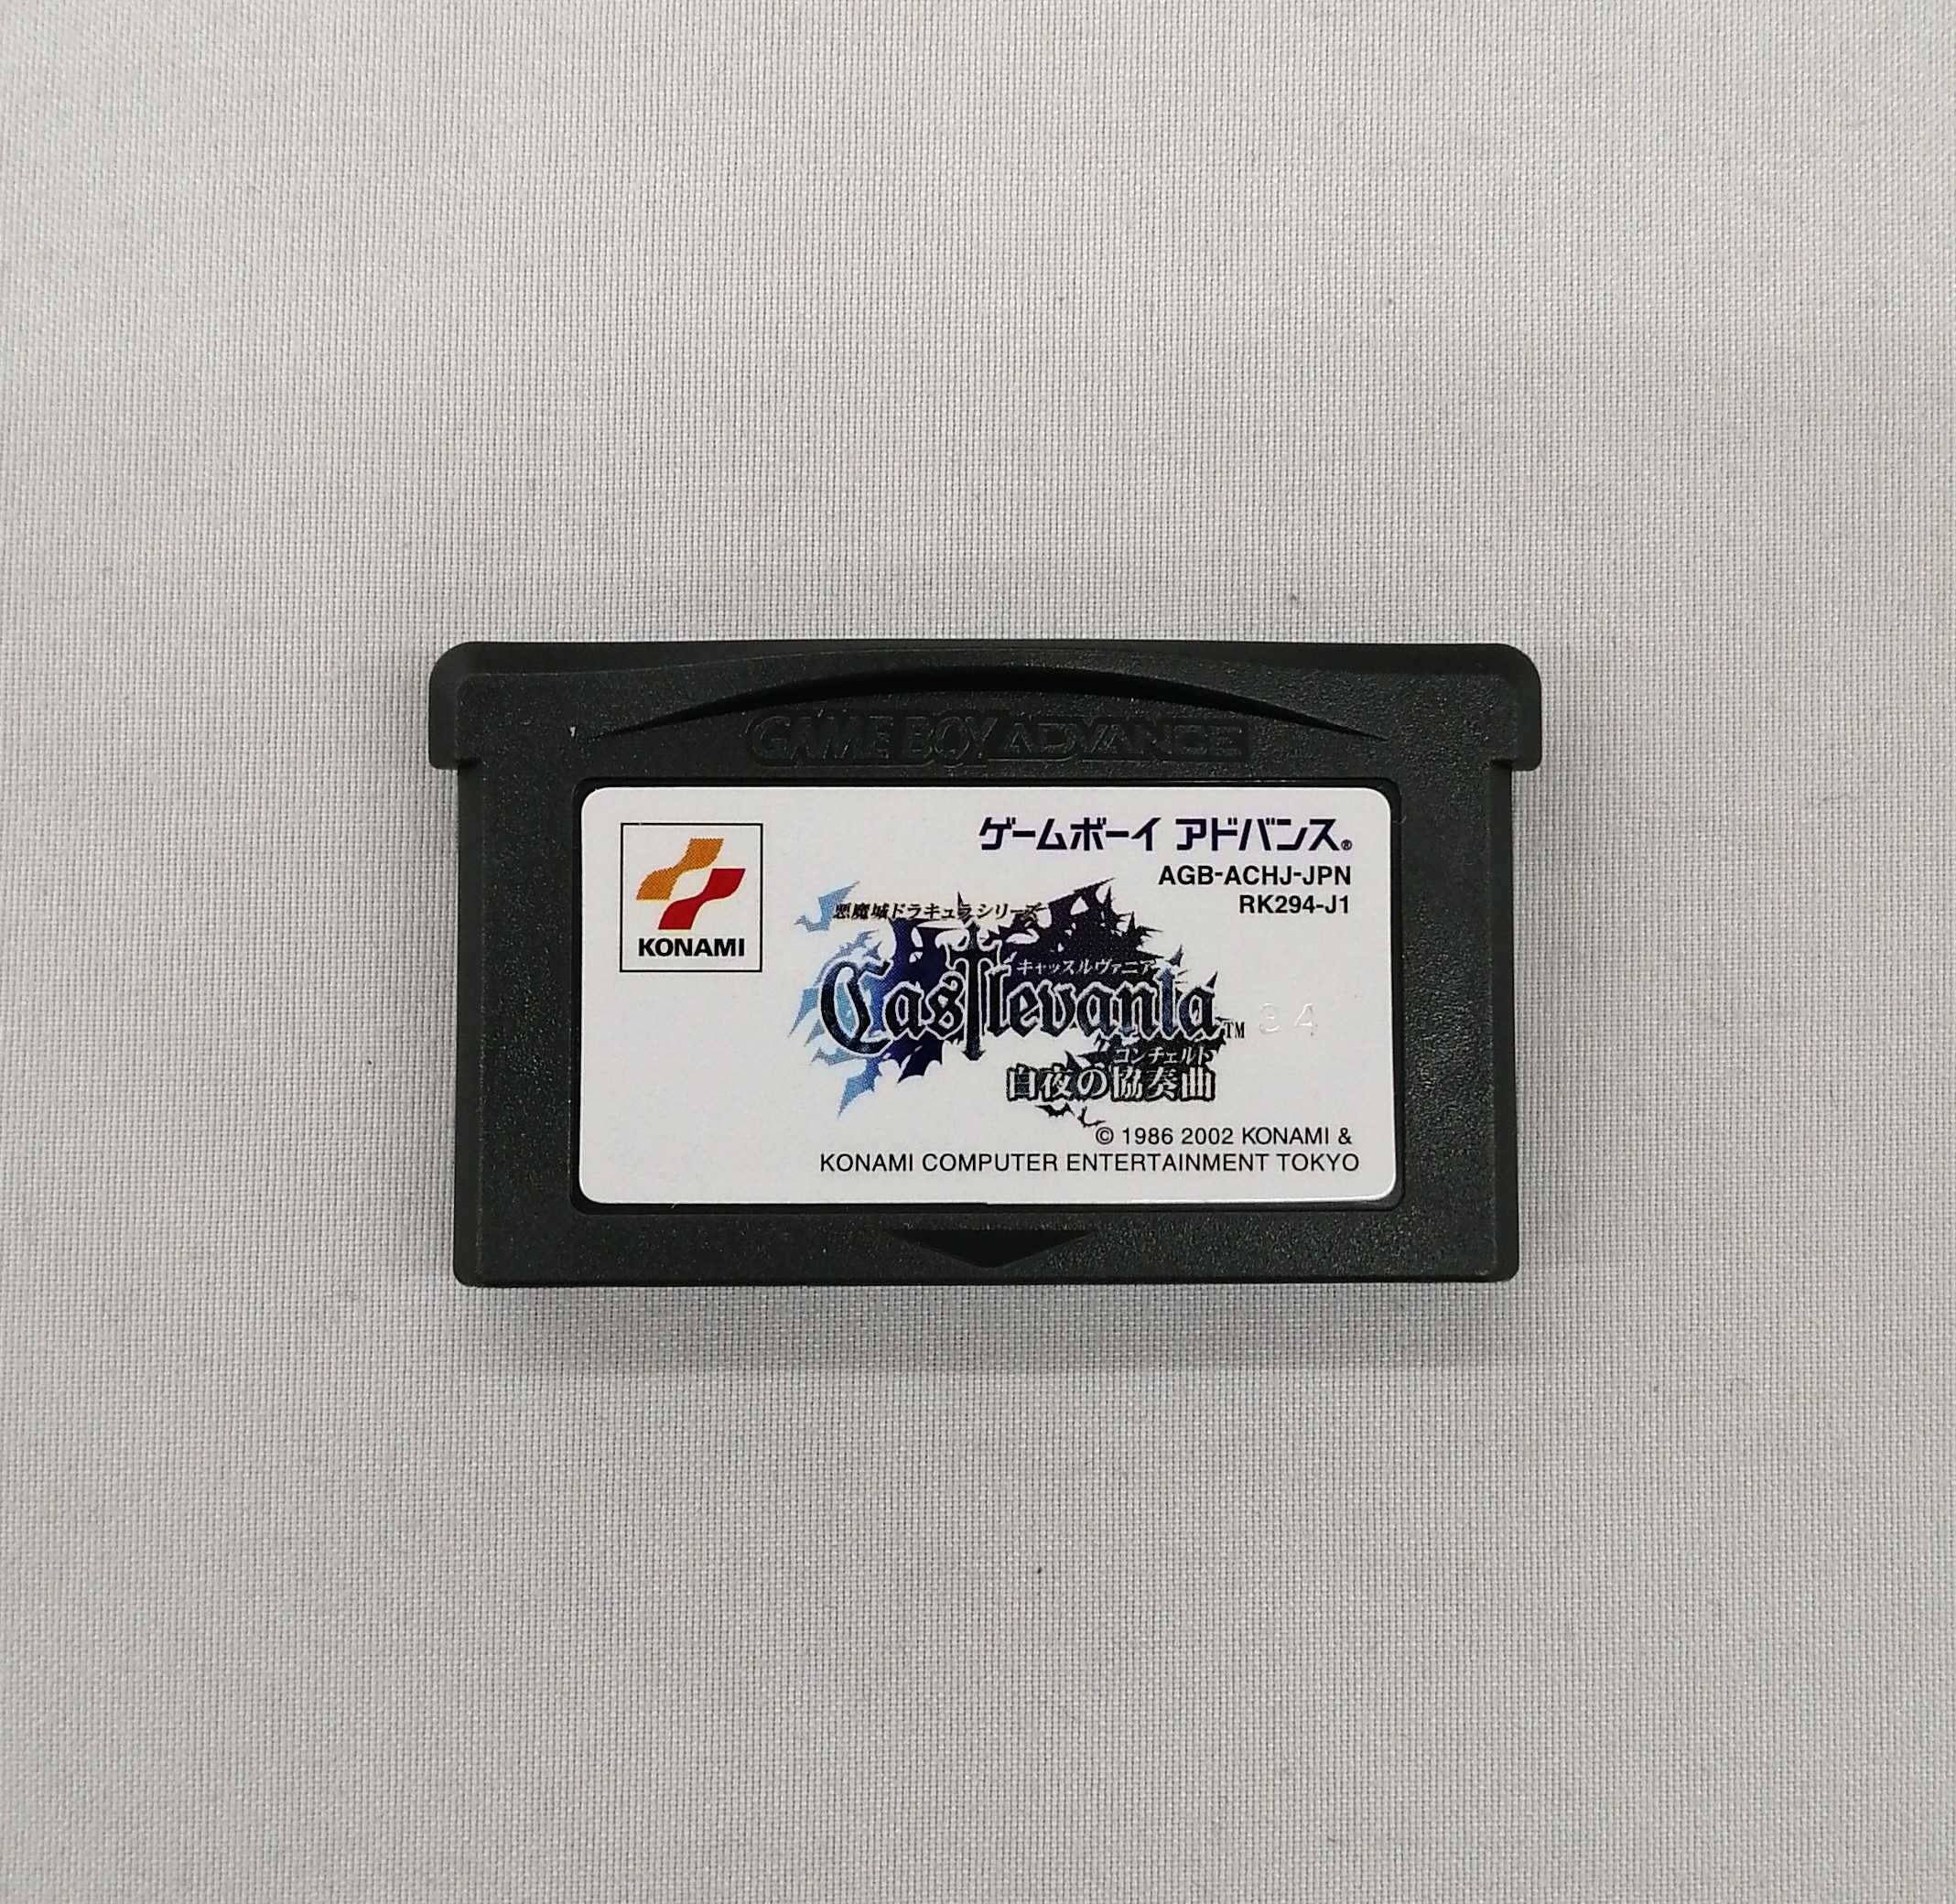 GAME BOY ADVANCE
ゲームボーイ アドバンス®
AGB-ACHJ-JPN
RK294-J1
KONAMI
悪魔城ドラキュラシリーズ
キャッスルヴァニア
Castlevania™
34
コンチェルト
白夜の協奏曲
© 1986 2002 KONAMI &
KONAMI COMPUTER ENTERTAINMENT TOKYO